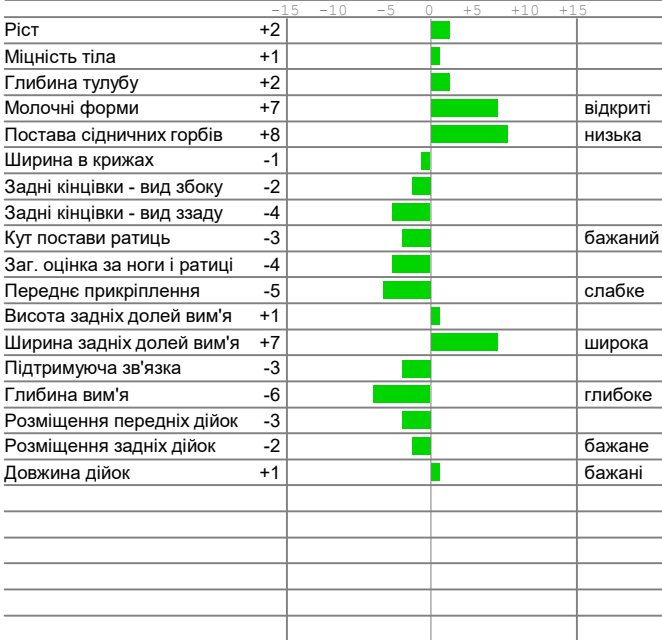 -15 -10 -5 0 +5 +10 +15
Ріст +2
Міцність тіла +1
Глибина тулубу +2
Молочні форми +7 відкриті
Постава сідничних горбів +8 низька
Ширина в крижах -1
Задні кінцівки - вид збоку -2
Задні кінцівки - вид ззаду -4
Кут постави ратиць -3 бажаний
Заг. оцінка за ноги і ратиці -4
Переднє прикріплення -5 слабке
Висота задніх долей вим'я +1
Ширина задніх долей вим'я +7 широка
Підтримуюча зв'язка -3
Глибина вим'я -6 глибоке
Розміщення передніх дійок -3
Розміщення задніх дійок -2 бажане
Довжина дійок +1 бажані